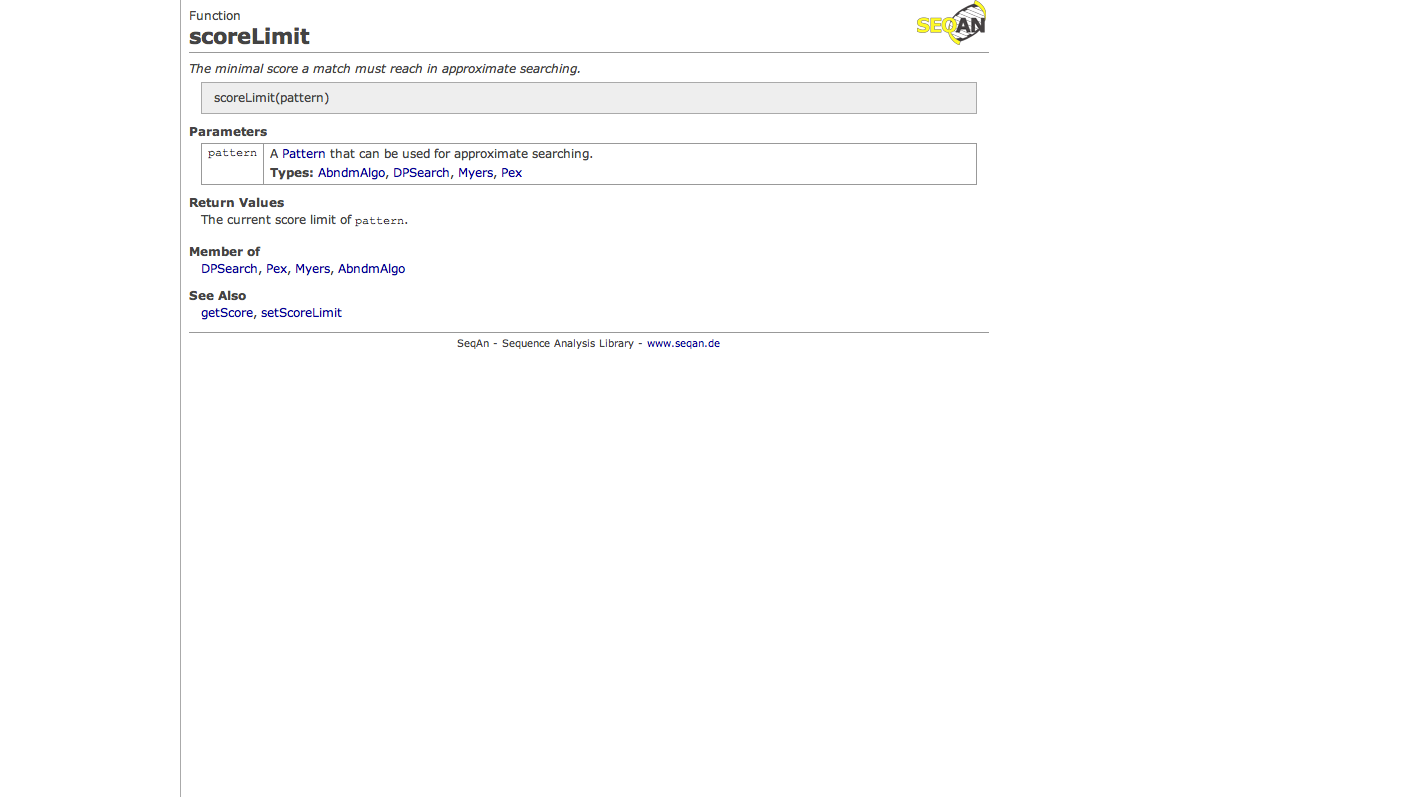 Function
SEQAN
scoreLimit
The minimal score a match must reach in approximate searching.
scoreLimit(pattern)
Parameters
pattern A Pattern that can be used for approximate searching.
Types: AbndmAlgo, DPSearch, Myers, Pex
Return Values
The current score limit of pattern.
Member of
DPSearch, Pex, Myers, AbndmAlgo
See Also
getScore, setScoreLimit
SeqAn - Sequence Analysis Library - www.seqan.de